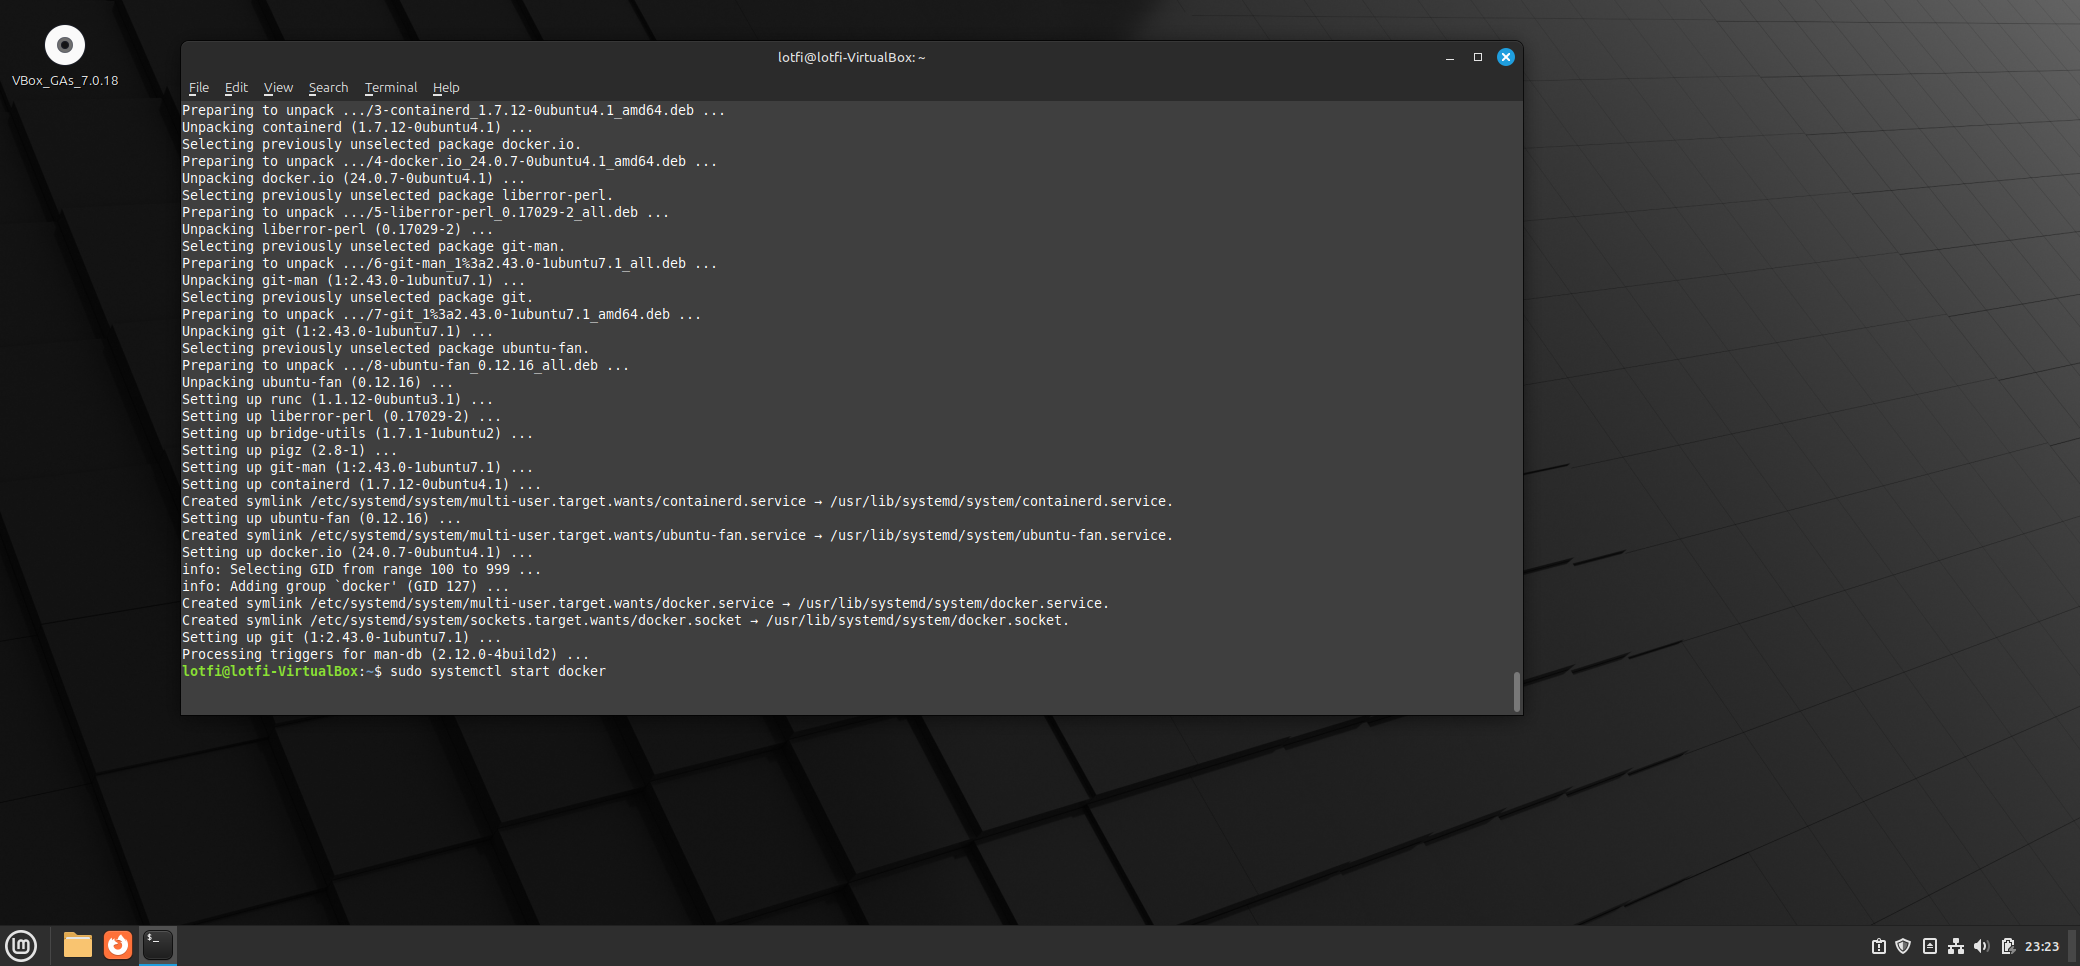 VBox_GAs_7.0.18
lotfi@lotfi-VirtualBox: ~
File Edit View Search Terminal Help
Preparing to unpack .../3-containerd_1.7.12-0ubuntu4.1_amd64.deb ...
Unpacking containerd (1.7.12-0ubuntu4.1) ...
Selecting previously unselected package docker.io.
Preparing to unpack .../4-docker.io_24.0.7-0ubuntu4.1_amd64.deb ...
Unpacking docker.io (24.0.7-0ubuntu4.1) ...
Selecting previously unselected package liberror-perl.
Preparing to unpack .../5-liberror-perl_0.17029-2_all.deb ...
Unpacking liberror-perl (0.17029-2) ...
Selecting previously unselected package git-man.
Preparing to unpack .../6-git-man_1%3a2.43.0-1ubuntu7.1_all.deb ...
Unpacking git-man (1:2.43.0-1ubuntu7.1) ...
Selecting previously unselected package git.
Preparing to unpack .../7-git_1%3a2.43.0-1ubuntu7.1_amd64.deb ...
Unpacking git (1:2.43.0-1ubuntu7.1) ...
Selecting previously unselected package ubuntu-fan.
Preparing to unpack .../8-ubuntu-fan_0.12.16_all.deb ...
Unpacking ubuntu-fan (0.12.16) ...
Setting up runc (1.1.12-0ubuntu3.1) ...
Setting up liberror-perl (0.17029-2) ...
Setting up bridge-utils (1.7.1-1ubuntu2) ...
Setting up pigz (2.8-1) ...
Setting up git-man (1:2.43.0-1ubuntu7.1) ...
Setting up containerd (1.7.12-0ubuntu4.1) ...
Created symlink /etc/systemd/system/multi-user.target.wants/containerd.service → /usr/lib/systemd/system/containerd.service.
Setting up ubuntu-fan (0.12.16) ...
Created symlink /etc/systemd/system/multi-user.target.wants/ubuntu-fan.service → /usr/lib/systemd/system/ubuntu-fan.service.
Setting up docker.io (24.0.7-0ubuntu4.1) ...
info: Selecting GID from range 100 to 999 ...
info: Adding group `docker' (GID 127) ...
Created symlink /etc/systemd/system/multi-user.target.wants/docker.service → /usr/lib/systemd/system/docker.service.
Created symlink /etc/systemd/system/sockets.target.wants/docker.socket → /usr/lib/systemd/system/docker.socket.
Setting up git (1:2.43.0-1ubuntu7.1) ...
Processing triggers for man-db (2.12.0-4build2) ...
lotfi@lotfi-VirtualBox:~$ sudo systemctl start docker
23:23